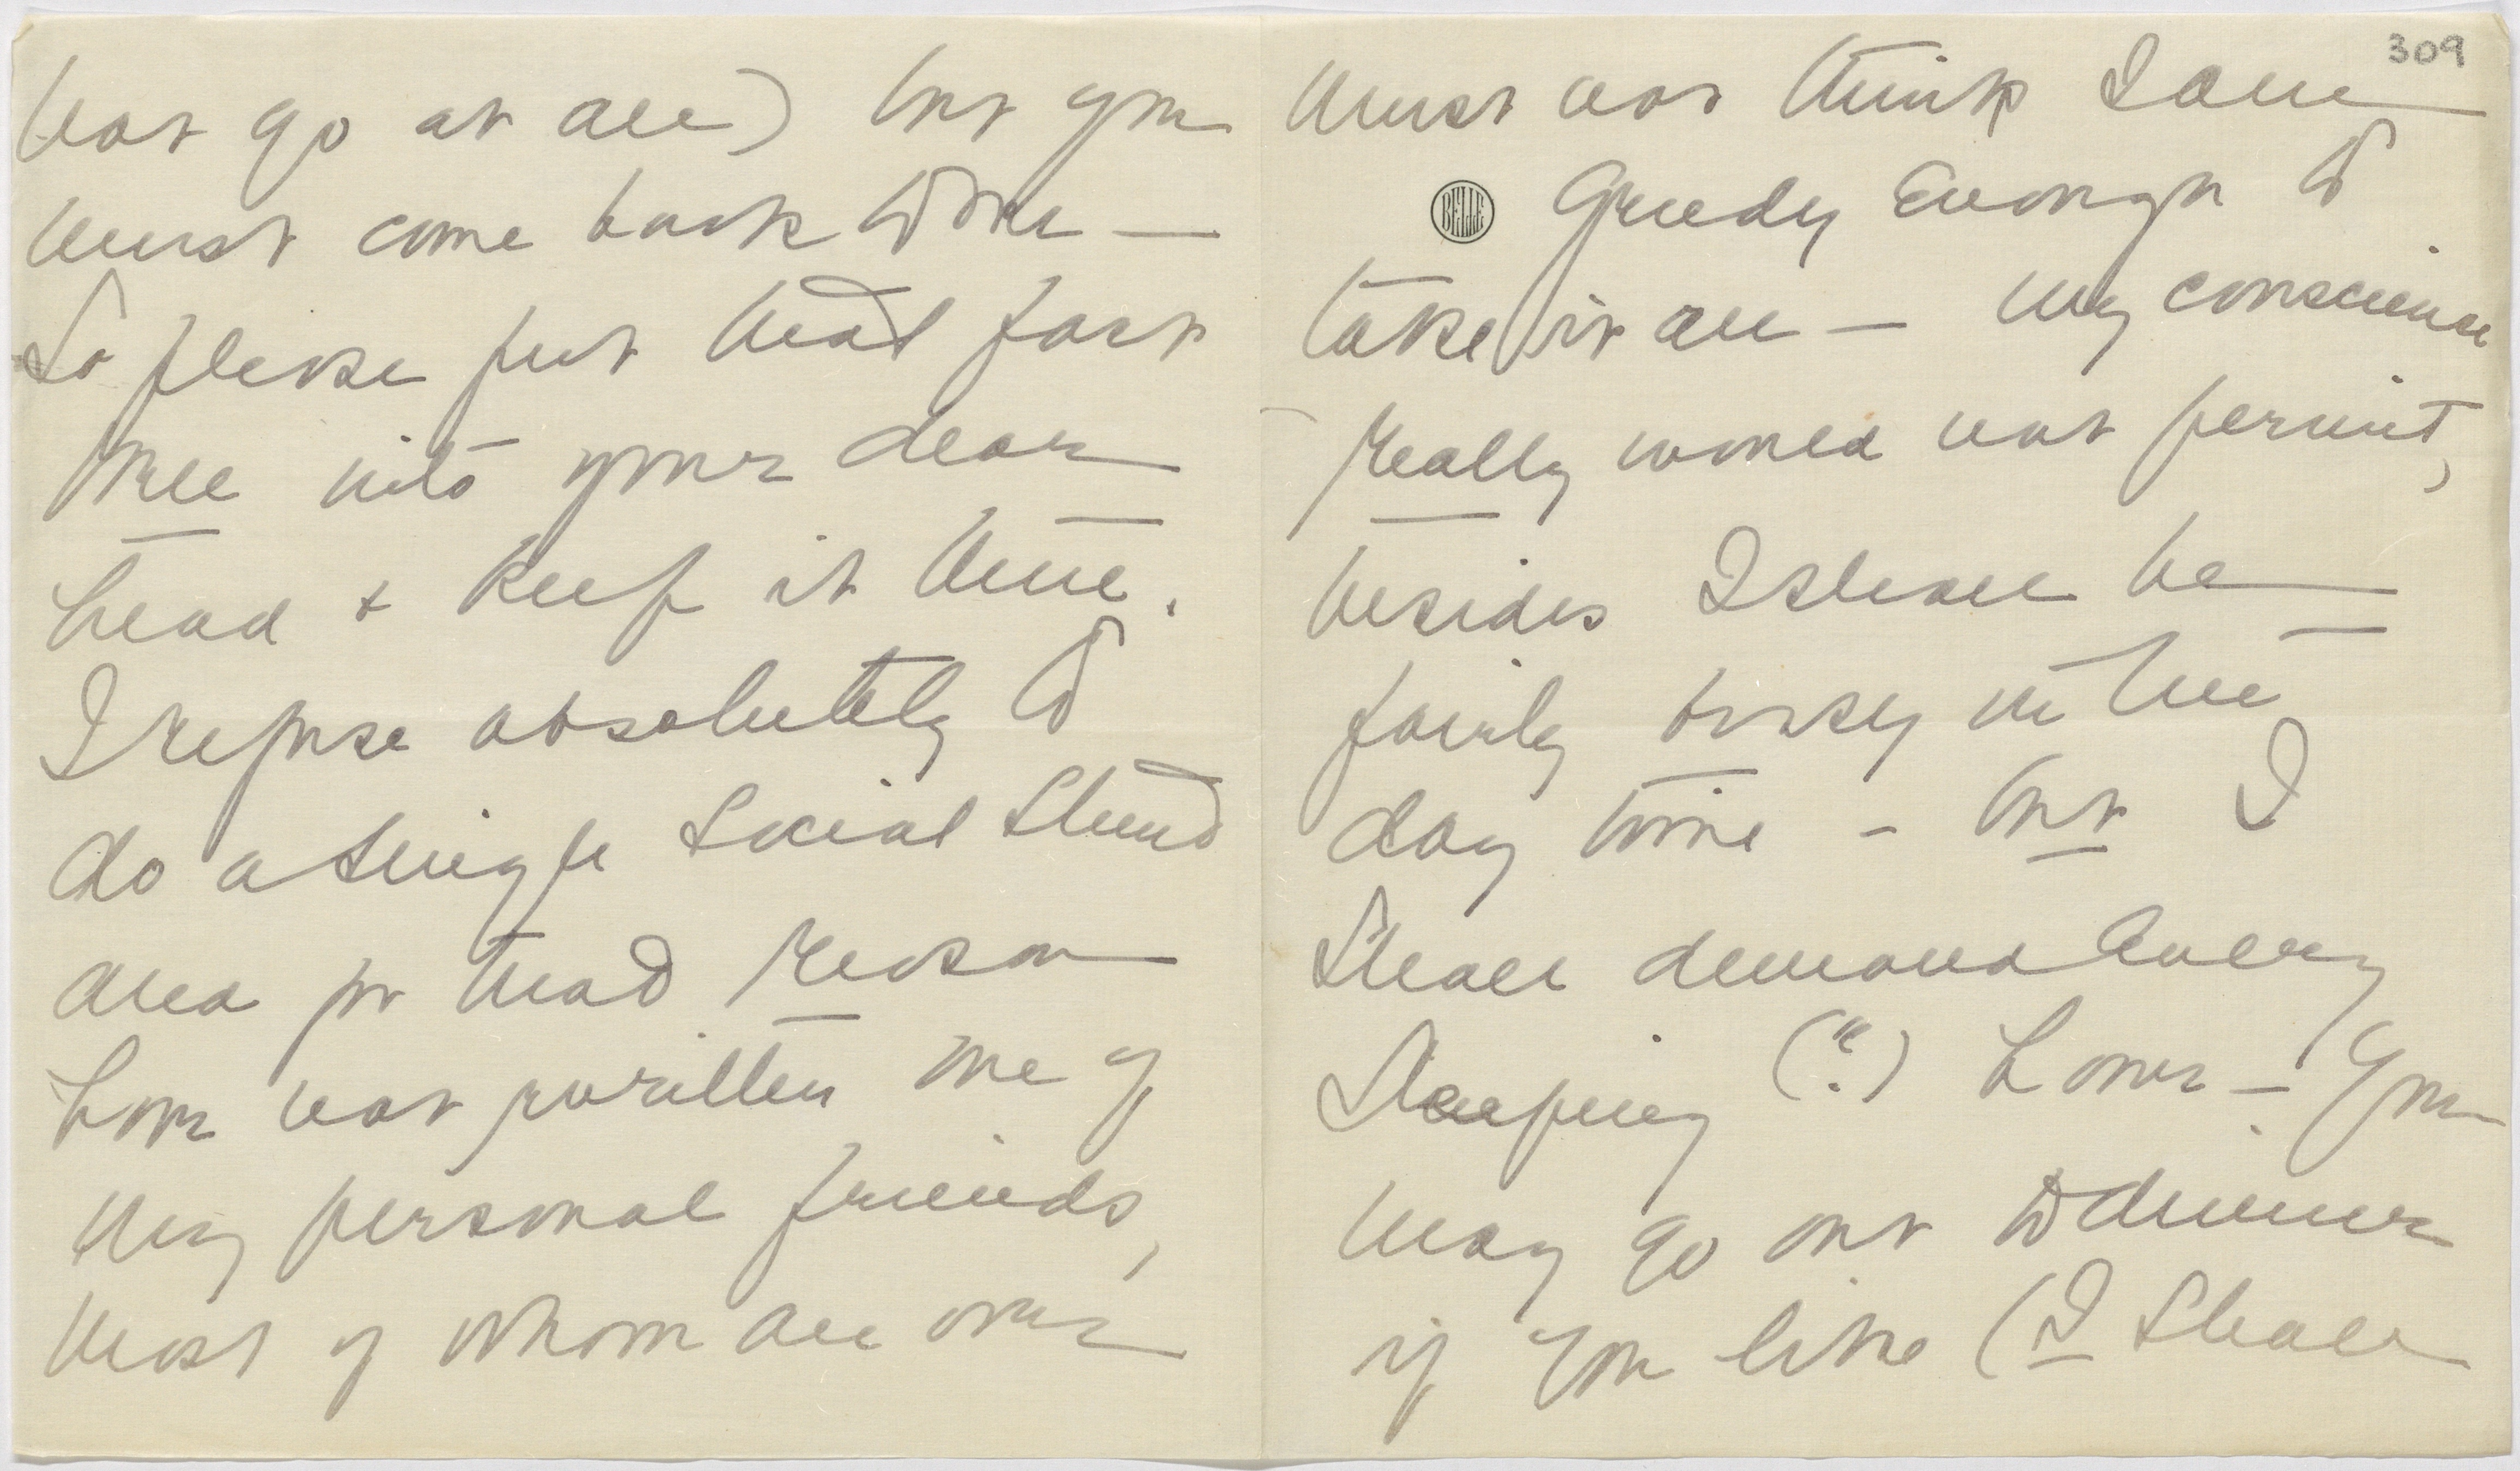 309
must not think I am
BELLE
greedy enough to
take it all — my conscience
really would not permit,
besides I shall be
fairly busy in the
day time - but I
shall demand every
sleeping (?) hour - you
may go out to dinner
if you like (I shall
not go at all) but you
must come back to me —
So please put that fact
well into your dear
head & keep it there.
I refuse absolutely to
do a single social stunt
and for that reason
have not written one of
my personal friends,
most of whom are over